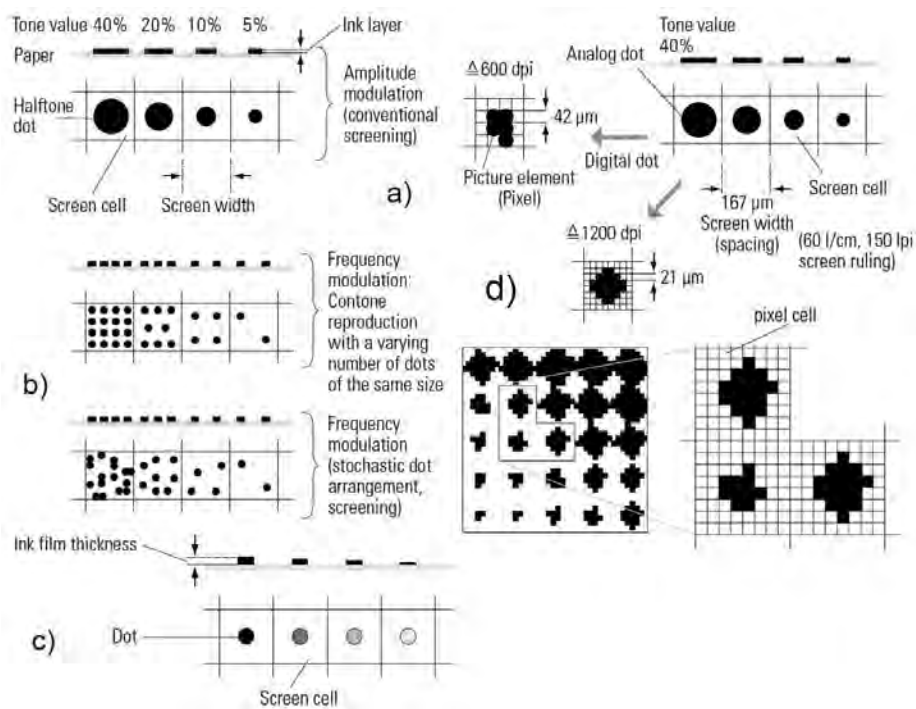 Tone value 40% 20% 10% 5%
Ink layer
Paper
Halftone
dot
Amplitude
modulation
(conventional
screening)
Screen cell
Screen width
a)
Frequency
modulation:
Contone
reproduction
with a varying
number of dots
of the same size
b)
Frequency
modulation
(stochastic dot
arrangement,
screening)
Ink film thickness
c)
Dot
Screen cell
Tone value
40%
Analog dot
≙600 dpi
42 µm
Digital dot
Picture element
(Pixel)
Screen cell
167 µm
Screen width
(spacing)
(60 l/cm, 150 lpi
screen ruling)
≙1200 dpi
21 µm
d)
pixel cell